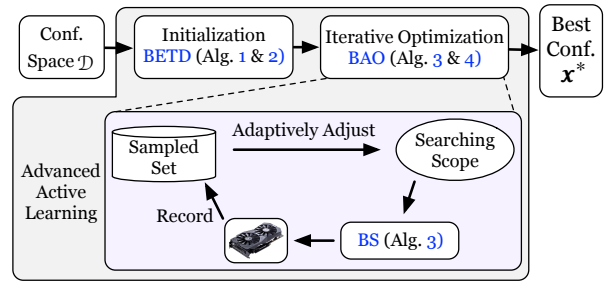 Conf.
Space 𝒟
Initialization
BETD (Alg. 1 & 2)
Iterative Optimization
BAO (Alg. 3 & 4)
Best
Conf.
x*
Advanced
Active
Learning
Sampled
Set
Adaptively Adjust
Searching
Scope
Record
BS (Alg. 3)